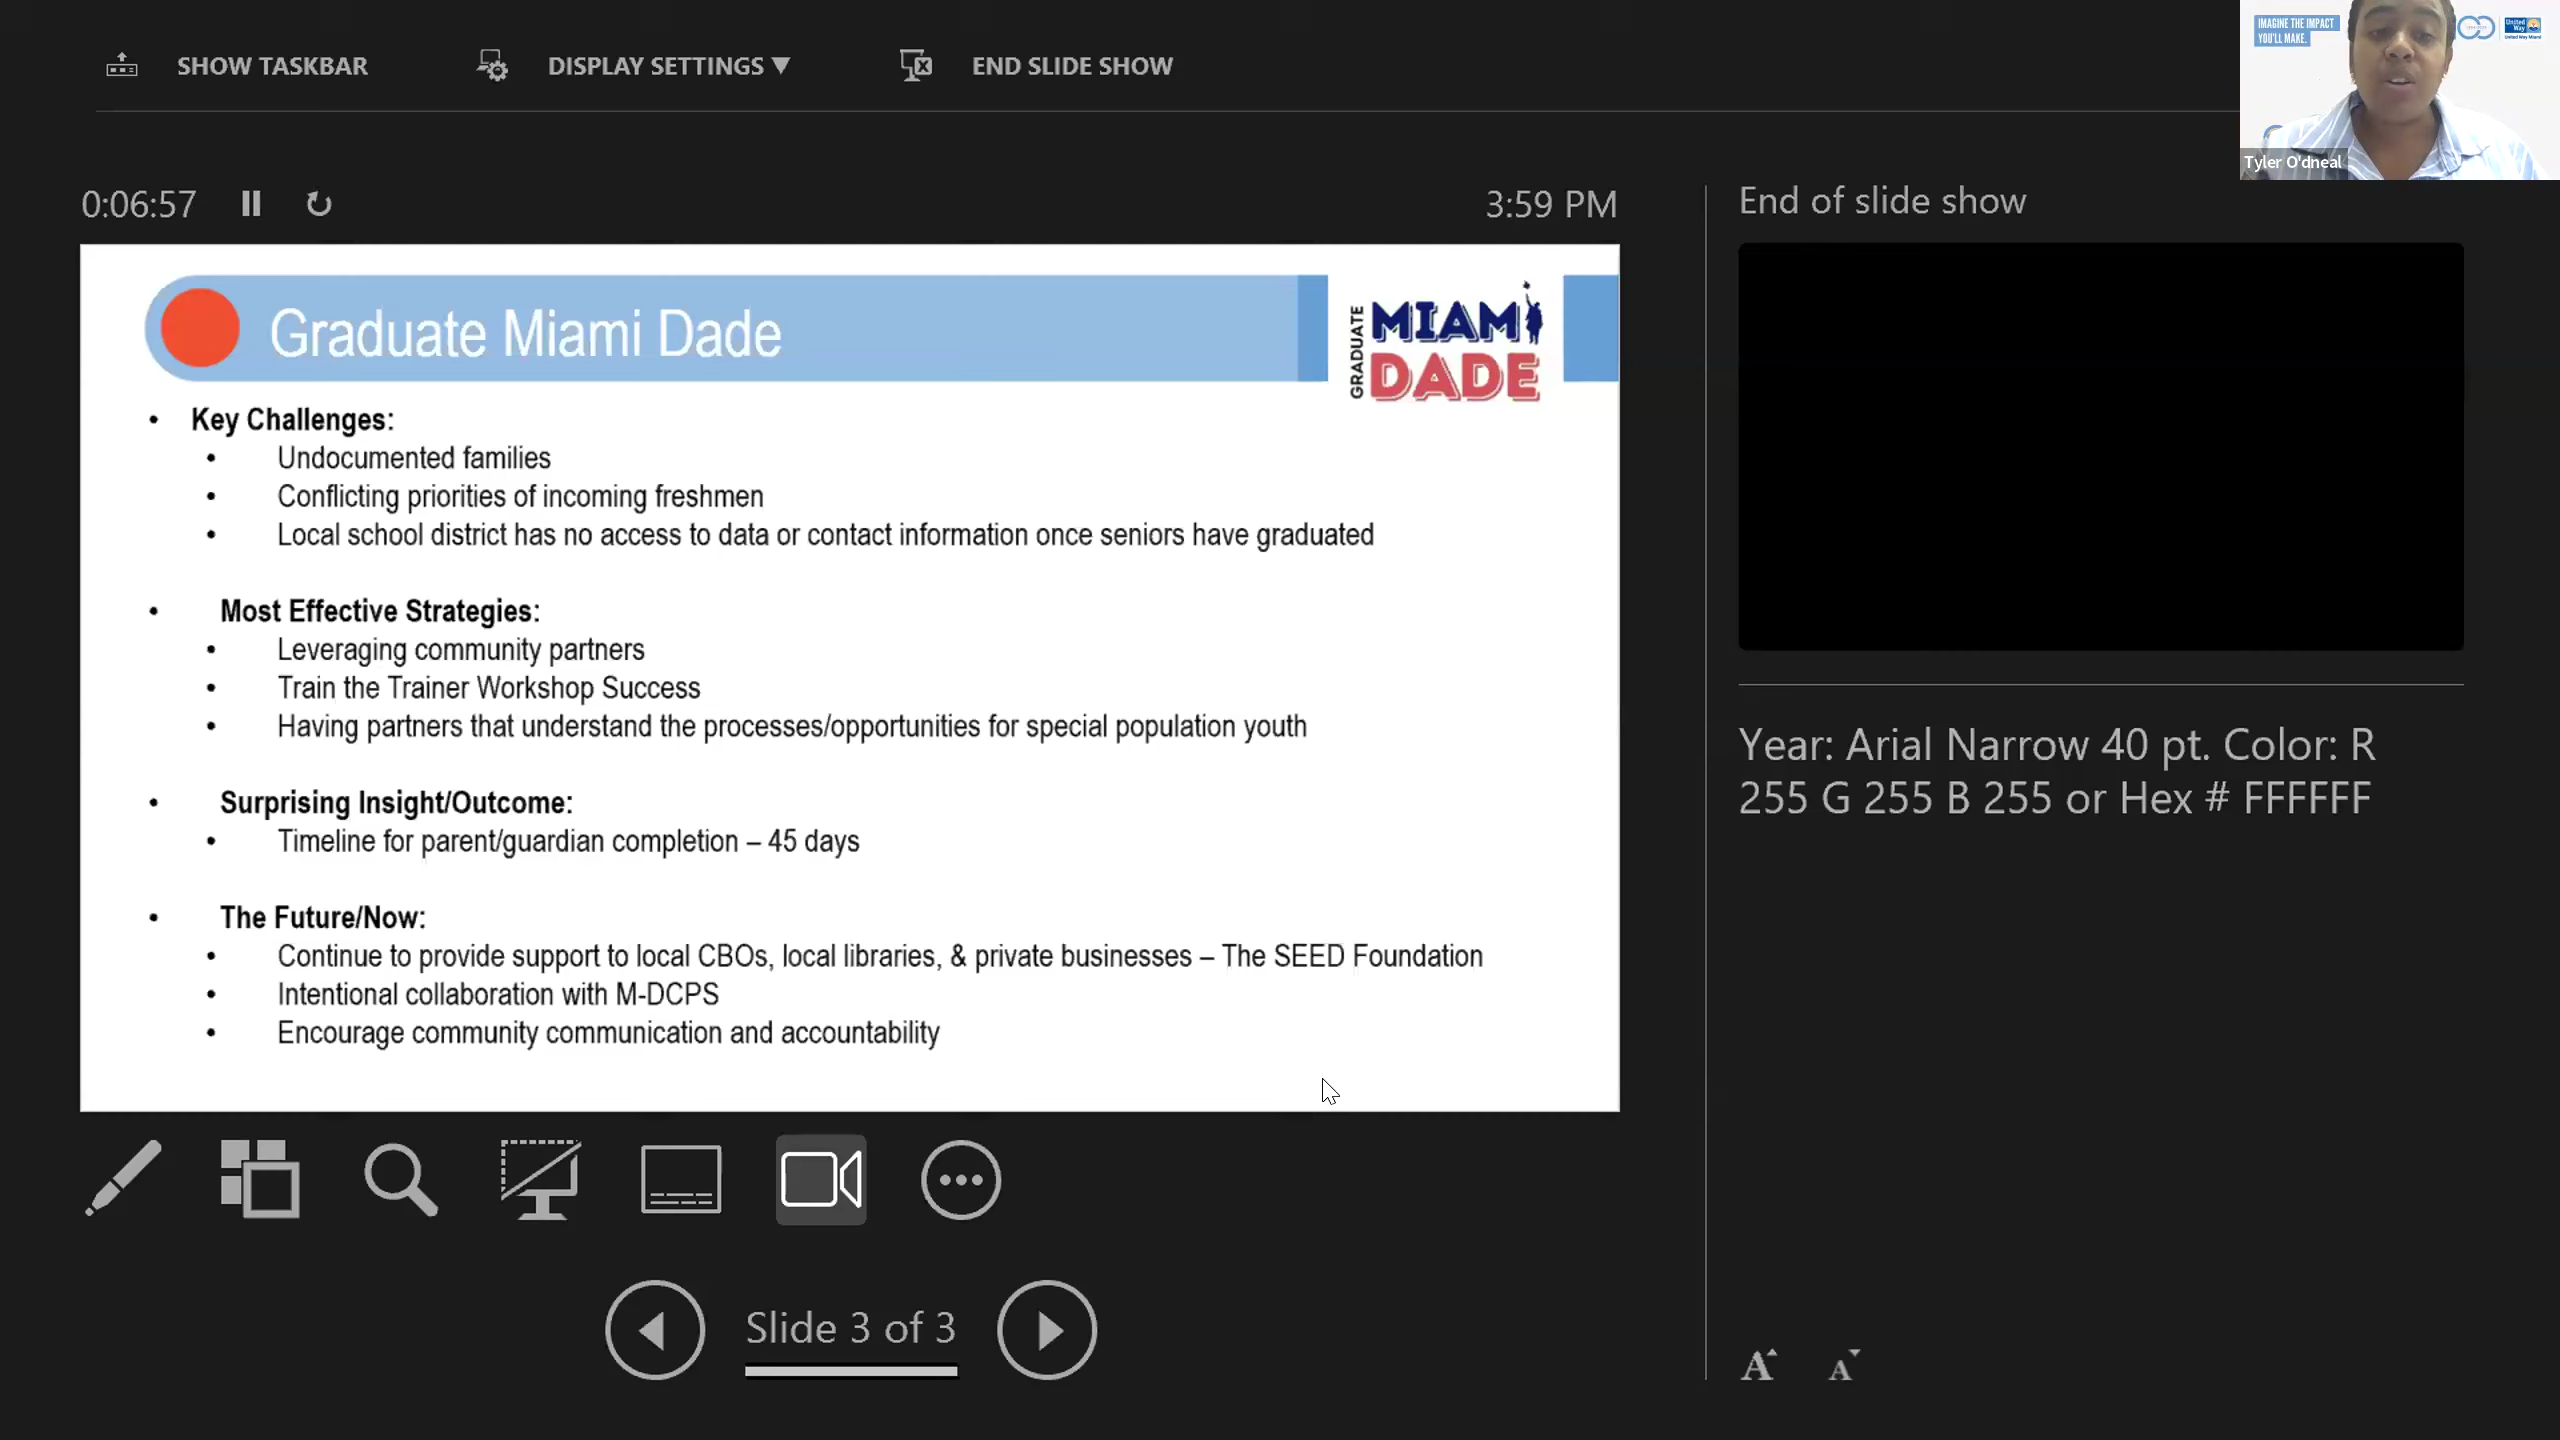 SHOW TASKBAR
DISPLAY SETTINGS ▼
END SLIDE SHOW
IMAGINE THE IMPACT
YOU'LL MAKE.
United
Way
United Way Miami
Tyler O'dneal
0:06:57
3:59 PM
End of slide show
Graduate Miami Dade
GRADUATE
MIAMI
DADE
• Key Challenges:
• Undocumented families
• Conflicting priorities of incoming freshmen
• Local school district has no access to data or contact information once seniors have graduated
• Most Effective Strategies:
• Leveraging community partners
• Train the Trainer Workshop Success
• Having partners that understand the processes/opportunities for special population youth
• Surprising Insight/Outcome:
• Timeline for parent/guardian completion – 45 days
• The Future/Now:
• Continue to provide support to local CBOs, local libraries, & private businesses – The SEED Foundation
• Intentional collaboration with M-DCPS
• Encourage community communication and accountability
Year: Arial Narrow 40 pt. Color: R
255 G 255 B 255 or Hex # FFFFFF
Slide 3 of 3
A A